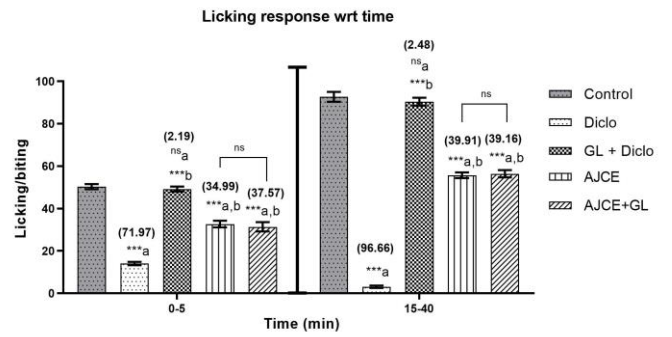 Licking response wrt time
Licking/biting
100
80
60
40
20
0
(71.97)
***a
(2.19)
nsa
***b
(34.99)
***a,b
ns
(37.57)
***a,b
(96.66)
***a
(2.48)
nsa
***b
(39.91)
***a,b
ns
(39.16)
***a,b
0-5
15-40
Time (min)
Control
Diclo
GL + Diclo
AJCE
AJCE+GL